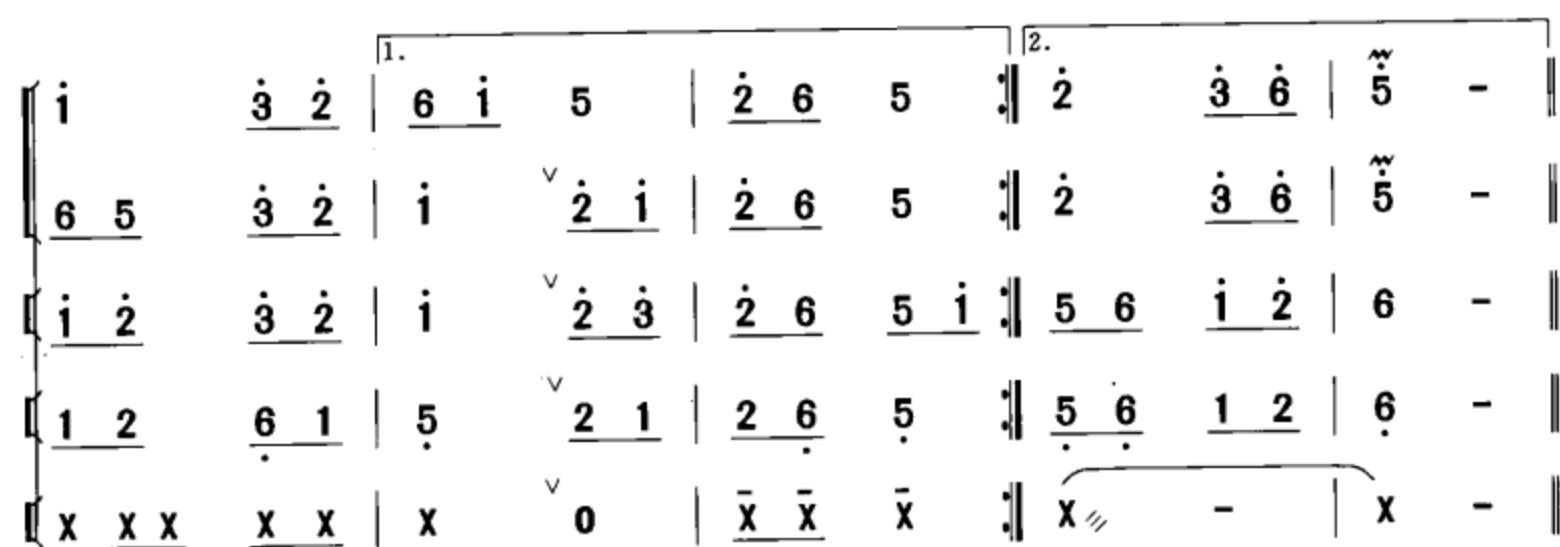 1. 2.
i̇ 3̇ 2̇ | 6 i̇ 5 | 2̇ 6 5 :‖ 2̇ 3̇ 6̇ | 5̇ - ‖
6 5 3̇ 2̇ | i̇ ∨ 2̇ i̇ | 2̇ 6 5 :‖ 2̇ 3̇ 6̇ | 5̇ - ‖
i̇ 2̇ 3̇ 2̇ | i̇ ∨ 2̇ 3̇ | 2̇ 6 5 i̇ :‖ 5 6 i̇ 2̇ | 6 - ‖
1 2 6̣ 1 | 5̣ ∨ 2 1 | 2 6̣ 5̣ :‖ 5̣ 6̣ 1 2 | 6̣ - ‖
X X X X X | X ∨ 0 | X̄ X̄ X̄ :‖ X - | X - ‖